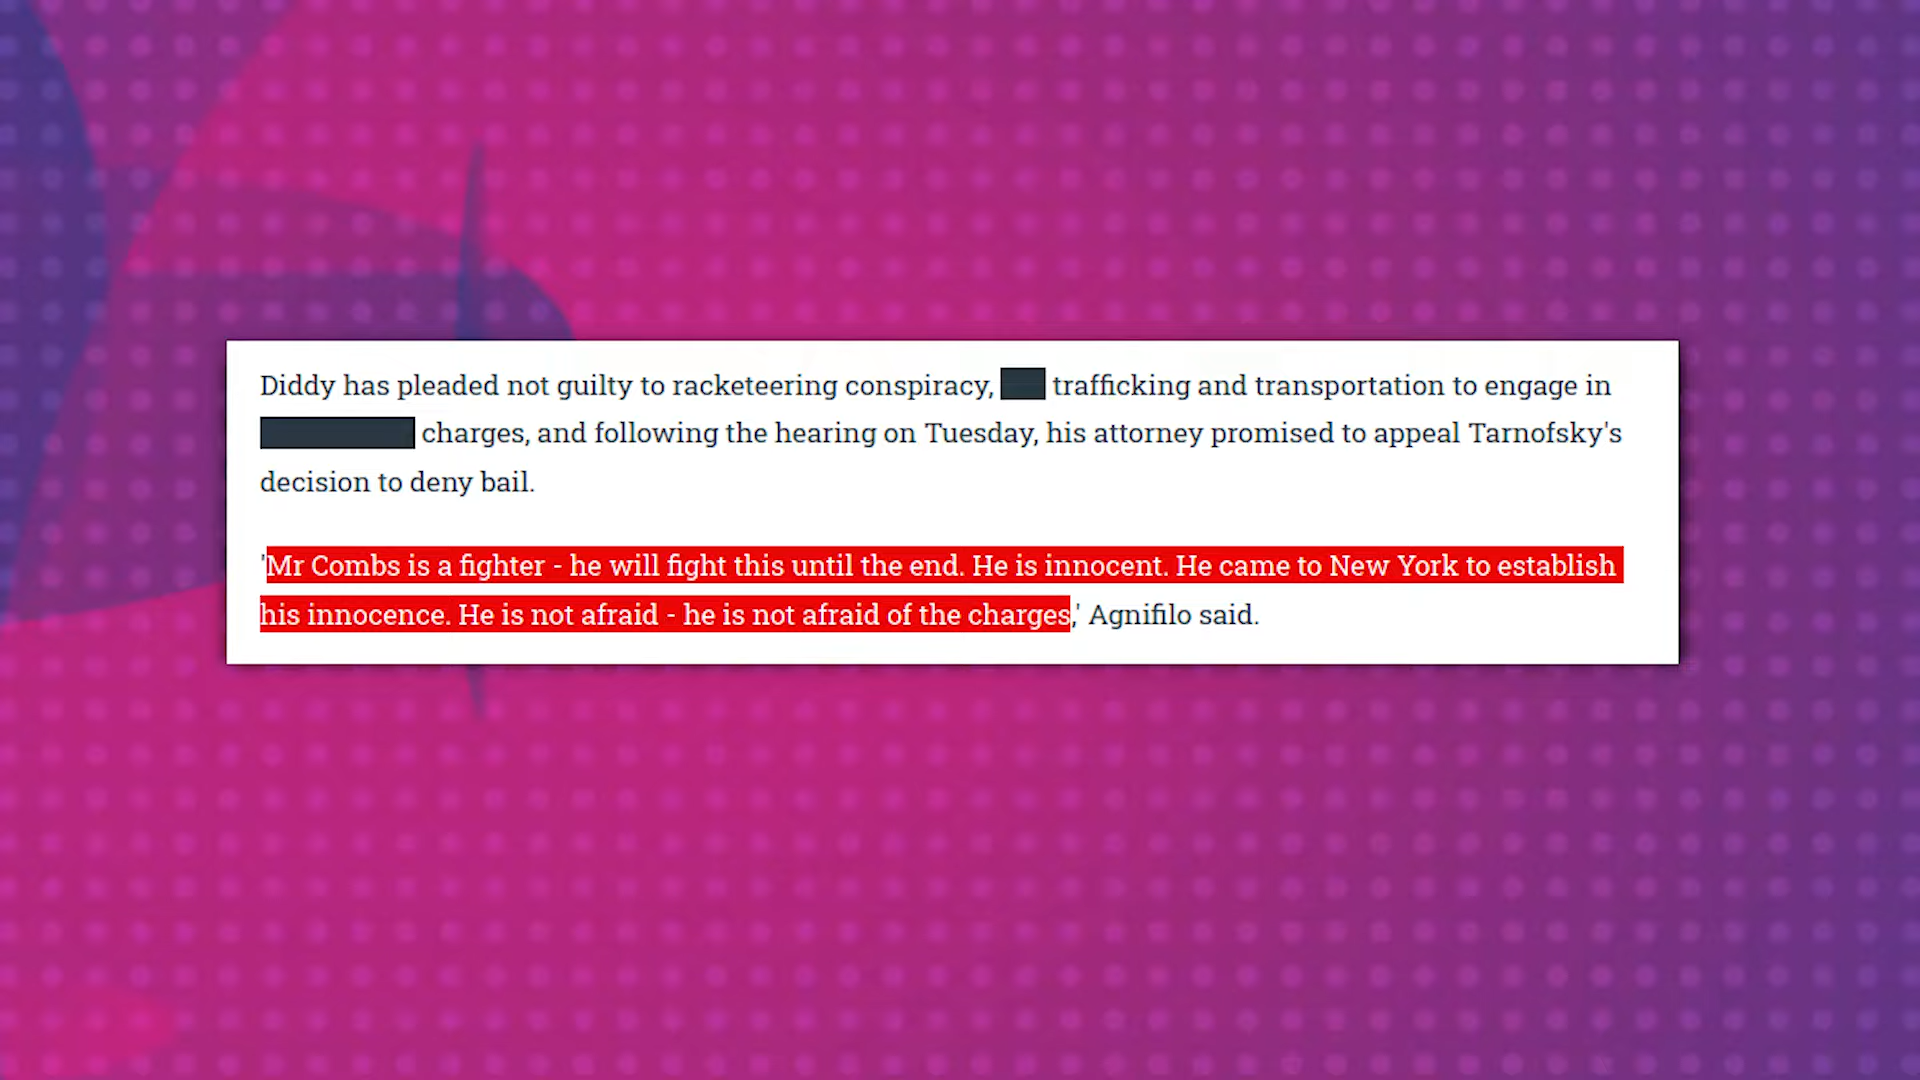 Diddy has pleaded not guilty to racketeering conspiracy, trafficking and transportation to engage in
charges, and following the hearing on Tuesday, his attorney promised to appeal Tarnofsky's
decision to deny bail.
'Mr Combs is a fighter - he will fight this until the end. He is innocent. He came to New York to establish
his innocence. He is not afraid - he is not afraid of the charges,' Agnifilo said.